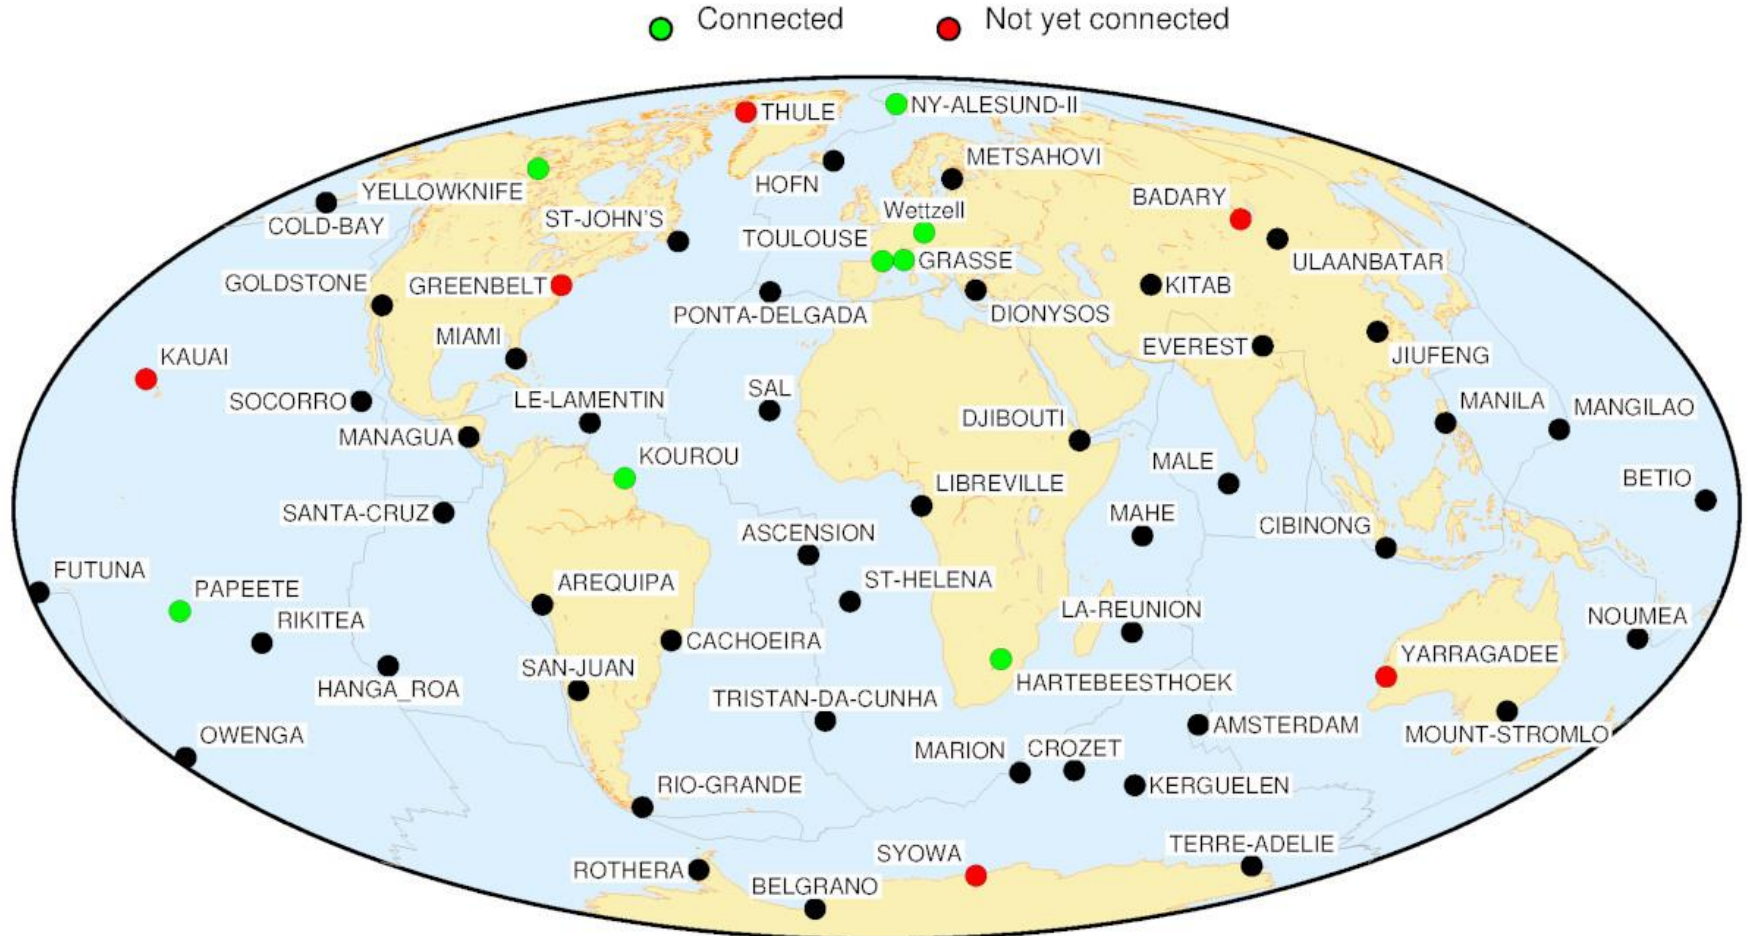 Connected
Not yet connected
THULE
NY-ALESUND-II
HOFN
METSAHOVI
YELLOWKNIFE
COLD-BAY
ST-JOHN'S
Wettzell
BADARY
TOULOUSE
GRASSE
ULAANBATAR
GOLDSTONE
GREENBELT
PONTA-DELGADA
DIONYSOS
KITAB
MIAMI
EVEREST
JIUFENG
KAUAI
SOCORRO
LE-LAMENTIN
SAL
MANILA
MANGILAO
MANAGUA
DJIBOUTI
KOUROU
MALE
LIBREVILLE
BETIO
SANTA-CRUZ
ASCENSION
MAHE
CIBINONG
FUTUNA
PAPEETE
AREQUIPA
ST-HELENA
RIKITEA
LA-REUNION
NOUMEA
CACHOEIRA
YARRAGADEE
SAN-JUAN
HANGA_ROA
HARTEBEESTHOEK
TRISTAN-DA-CUNHA
AMSTERDAM
OWENGA
MOUNT-STROMLO
MARION
CROZET
RIO-GRANDE
KERGUELEN
TERRE-ADELIE
SYOWA
ROTHERA
BELGRANO